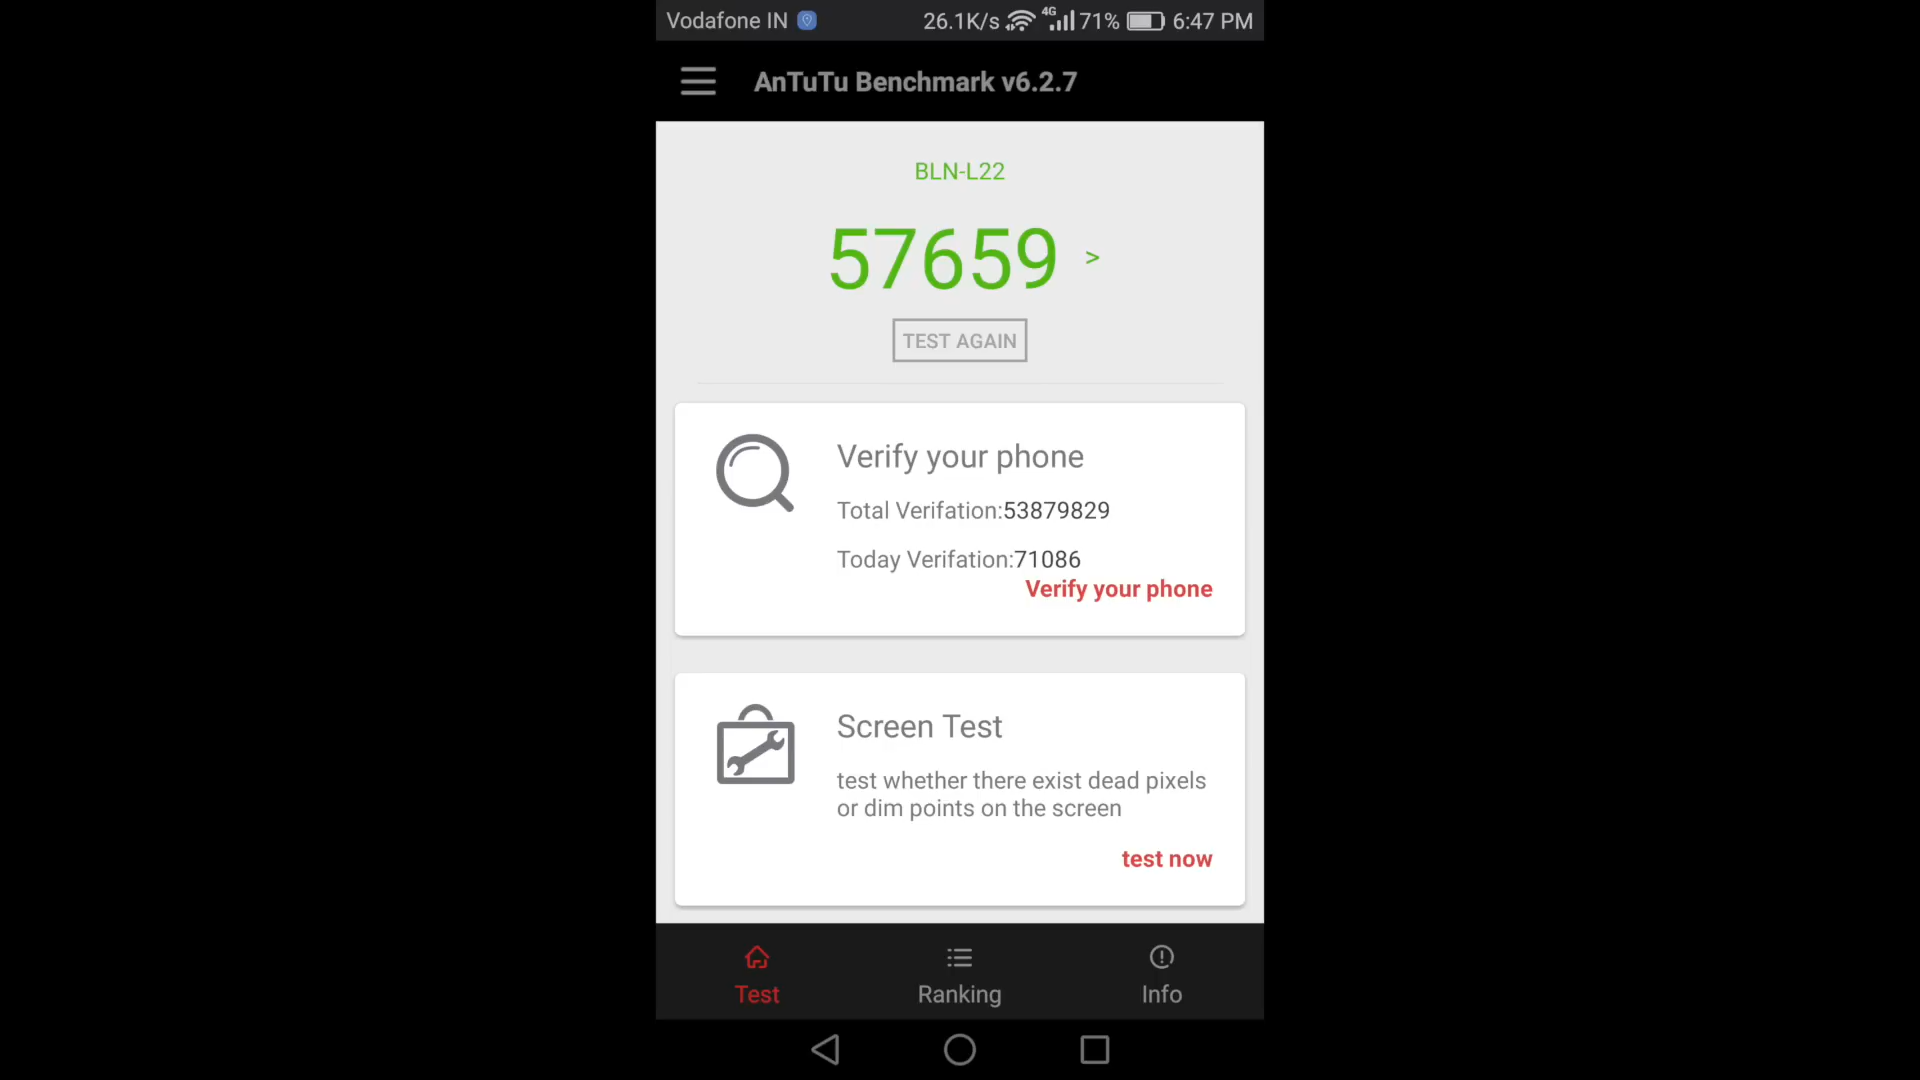 Vodafone IN 26.1K/s 4G 71% 6:47 PM
AnTuTu Benchmark v6.2.7
BLN-L22
57659 >
TEST AGAIN
Verify your phone
Total Verifation:53879829
Today Verifation:71086
Verify your phone
Screen Test
test whether there exist dead pixels
or dim points on the screen
test now
Test Ranking Info